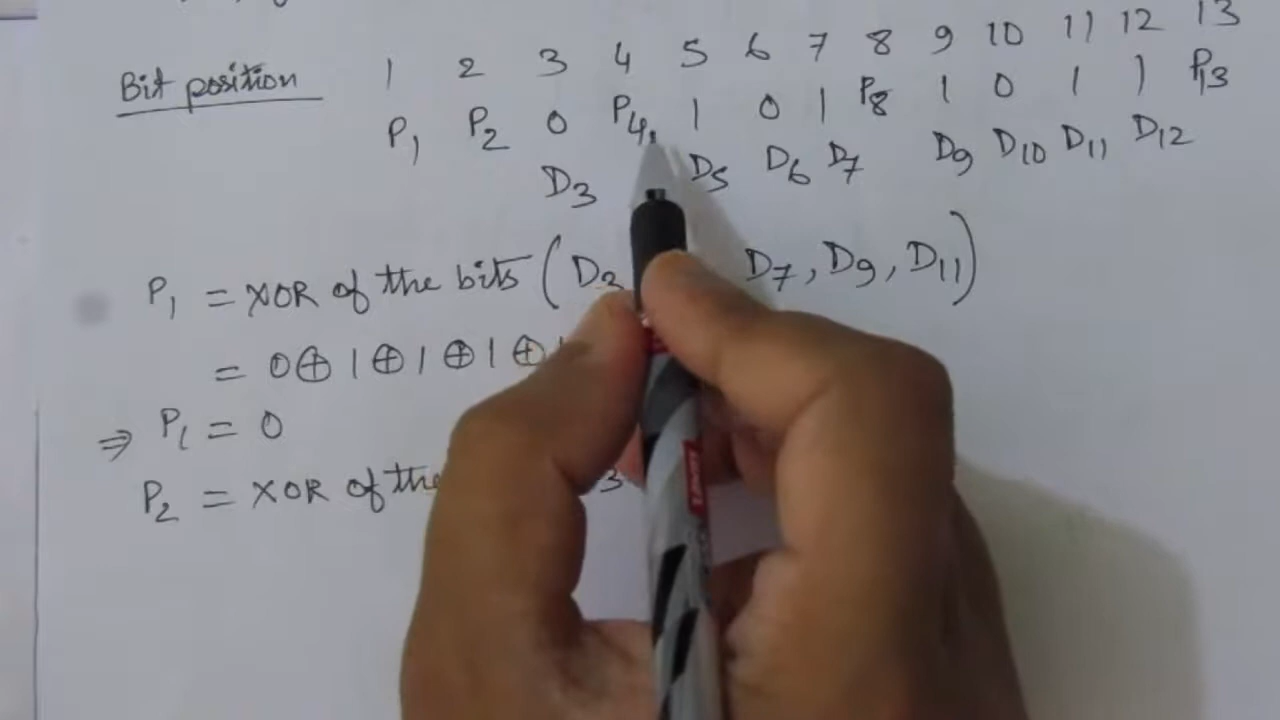 Bit position 1 2 3 4 5 6 7 8 9 10 11 12 13
P1 P2 0 P4 1 0 1 P8 1 0 1 1 P13
D3 D5 D6 D7 D9 D10 D11 D12
P1 = XOR of the bits (D3 D7, D9, D11)
= 0 ⊕ 1 ⊕ 1 ⊕ 1 ⊕ 1
⇒ P1 = 0
P2 = XOR of the 3